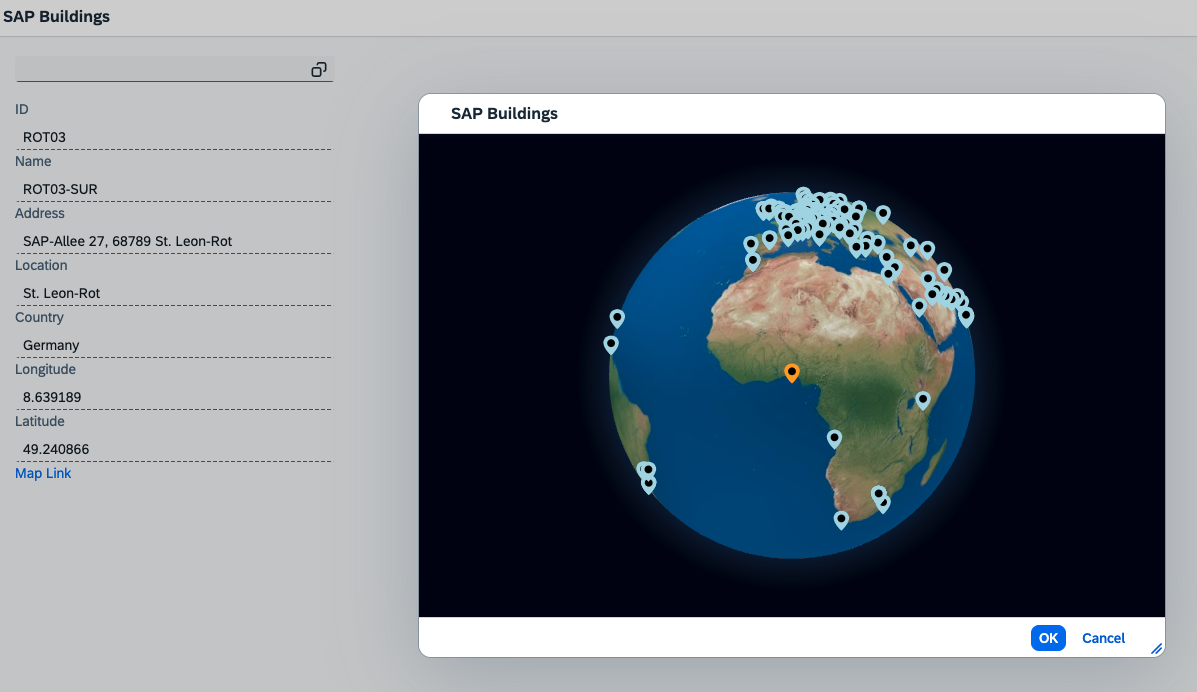 SAP Buildings
ID
ROT03
Name
ROT03-SUR
Address
SAP-Allee 27, 68789 St. Leon-Rot
Location
St. Leon-Rot
Country
Germany
Longitude
8.639189
Latitude
49.240866
Map Link
SAP Buildings
OK Cancel